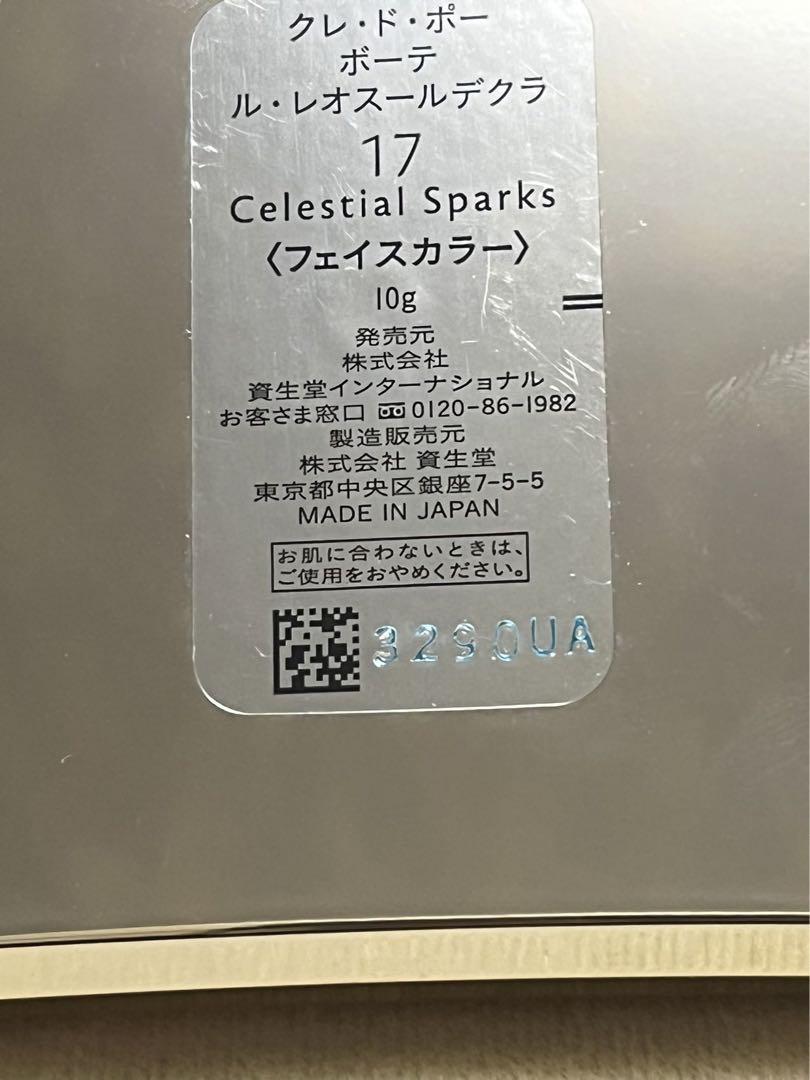 クレ・ド・ポー
ボーテ
ル・レオスールデクラ
17
Celestial Sparks
〈フェイスカラー〉
10g
発売元
株式会社
資生堂インターナショナル
お客さま窓口 0120-86-1982
製造販売元
株式会社 資生堂
東京都中央区銀座7-5-5
MADE IN JAPAN
お肌に合わないときは、
ご使用をおやめください。
3290UA